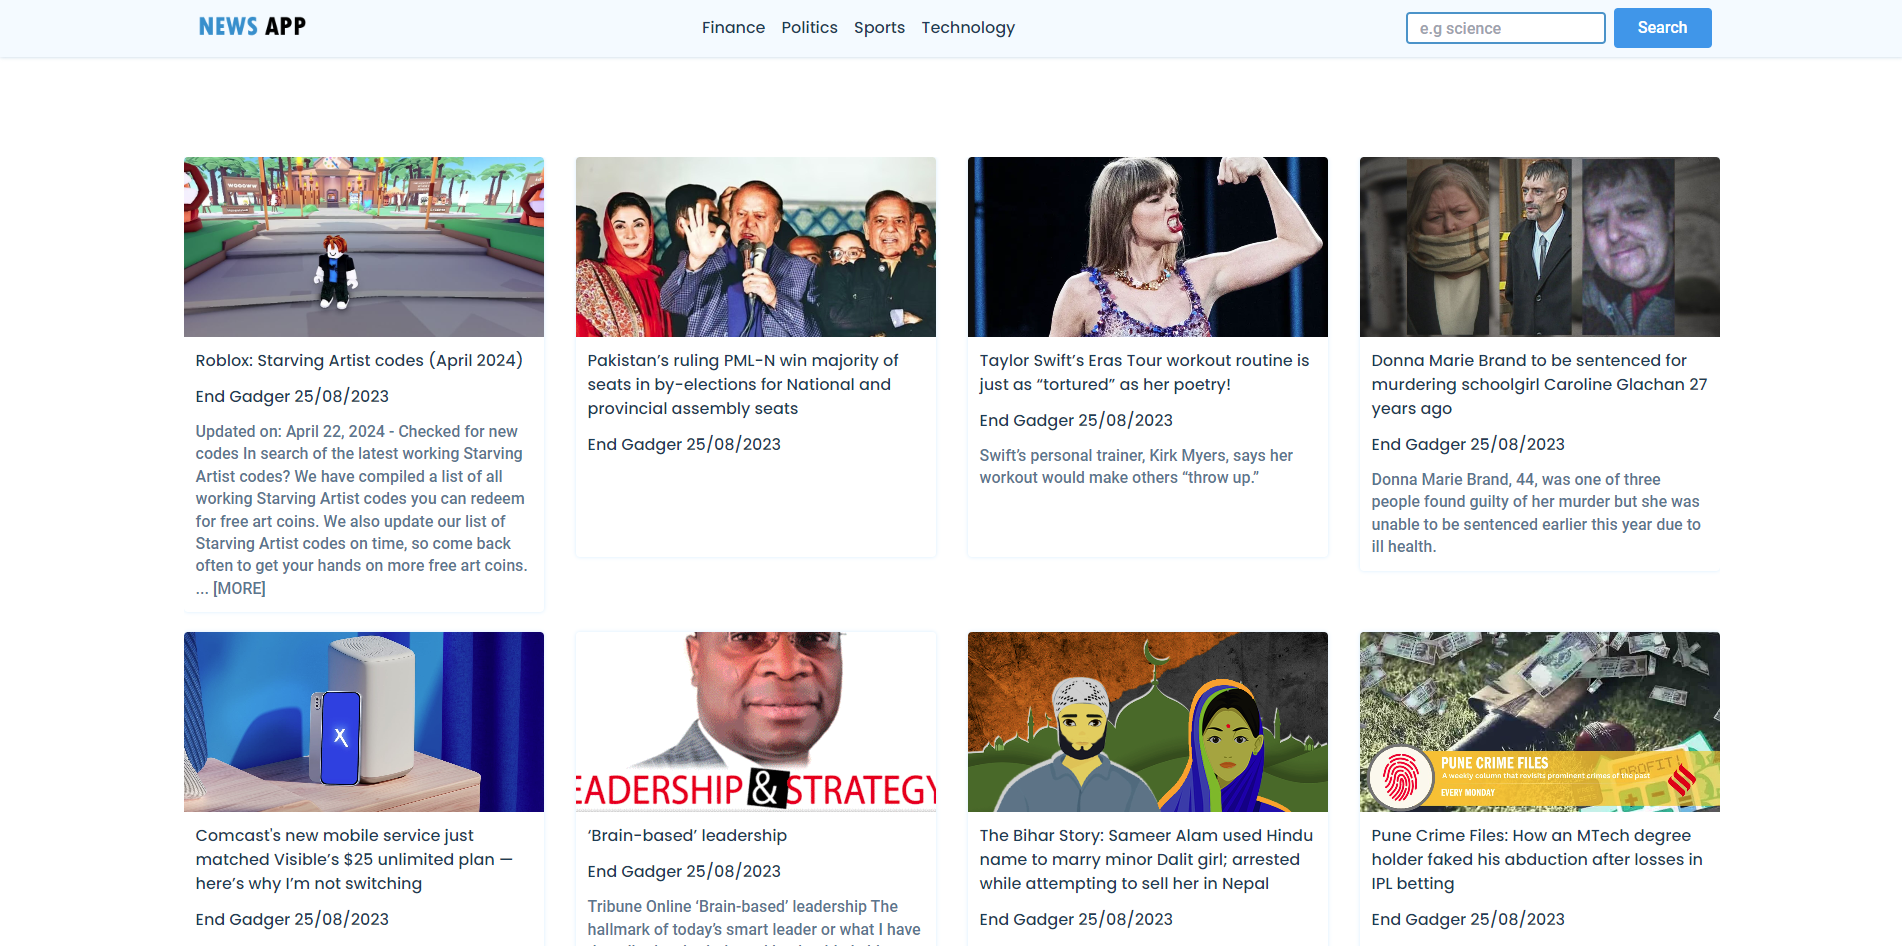 NEWS APP
Finance Politics Sports Technology
e.g science
Search
Roblox: Starving Artist codes (April 2024)
End Gadger 25/08/2023
Updated on: April 22, 2024 - Checked for new
codes In search of the latest working Starving
Artist codes? We have compiled a list of all
working Starving Artist codes you can redeem
for free art coins. We also update our list of
Starving Artist codes on time, so come back
often to get your hands on more free art coins.
... [MORE]
Pakistan’s ruling PML-N win majority of
seats in by-elections for National and
provincial assembly seats
End Gadger 25/08/2023
Taylor Swift’s Eras Tour workout routine is
just as “tortured” as her poetry!
End Gadger 25/08/2023
Swift’s personal trainer, Kirk Myers, says her
workout would make others “throw up.”
Donna Marie Brand to be sentenced for
murdering schoolgirl Caroline Glachan 27
years ago
End Gadger 25/08/2023
Donna Marie Brand, 44, was one of three
people found guilty of her murder but she was
unable to be sentenced earlier this year due to
ill health.
Comcast's new mobile service just
matched Visible’s $25 unlimited plan —
here’s why I’m not switching
End Gadger 25/08/2023
EADERSHIP & STRATEGY
‘Brain-based’ leadership
End Gadger 25/08/2023
Tribune Online ‘Brain-based’ leadership The
hallmark of today’s smart leader or what I have
The Bihar Story: Sameer Alam used Hindu
name to marry minor Dalit girl; arrested
while attempting to sell her in Nepal
End Gadger 25/08/2023
PROFIT!
PUNE CRIME FILES
A weekly column that revisits prominent crimes of the past
EVERY MONDAY
Pune Crime Files: How an MTech degree
holder faked his abduction after losses in
IPL betting
End Gadger 25/08/2023